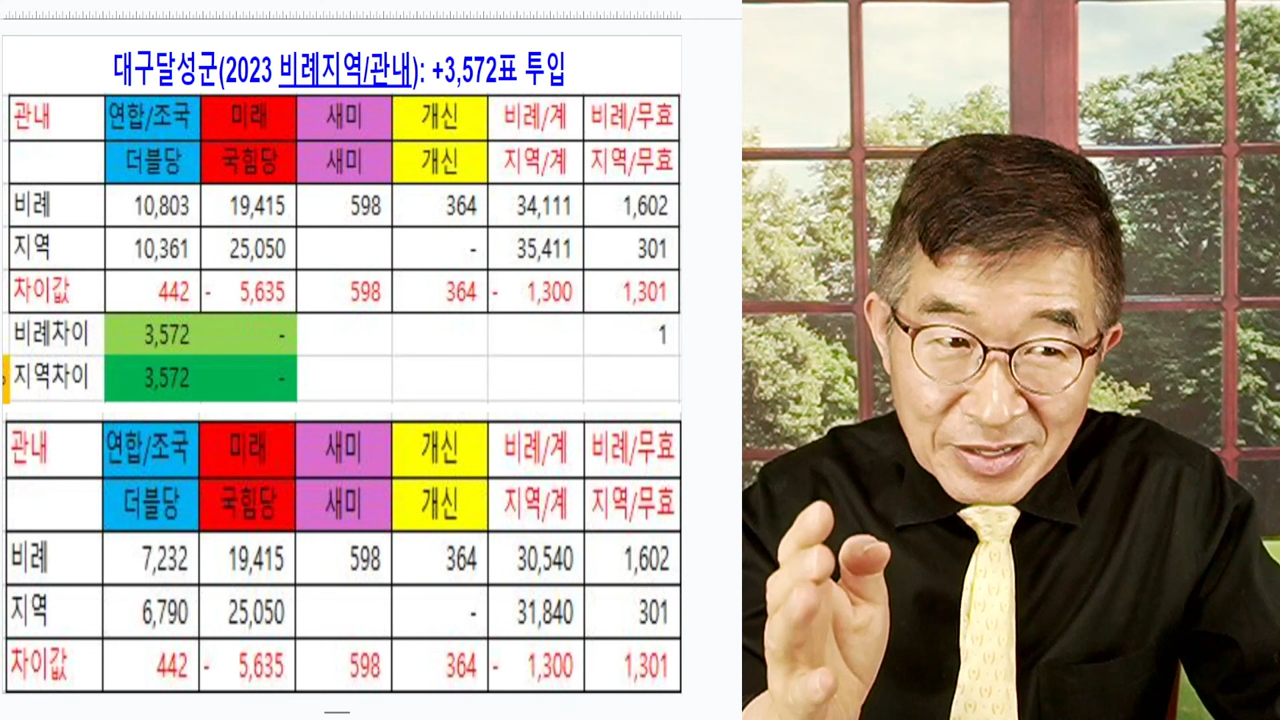 대구달성군(2023 비례지역/관내): +3,572표 투입
관내 연합/조국 미래 새미 개신 비례/계 비례/무효
더블당 국힘당 새미 개신 지역/계 지역/무효
비례 10,803 19,415 598 364 34,111 1,602
지역 10,361 25,050 - 35,411 301
차이값 442 - 5,635 598 364 - 1,300 1,301
비례차이 3,572 - 1
지역차이 3,572 -
관내 연합/조국 미래 새미 개신 비례/계 비례/무효
더블당 국힘당 새미 개신 지역/계 지역/무효
비례 7,232 19,415 598 364 30,540 1,602
지역 6,790 25,050 - 31,840 301
차이값 442 - 5,635 598 364 - 1,300 1,301